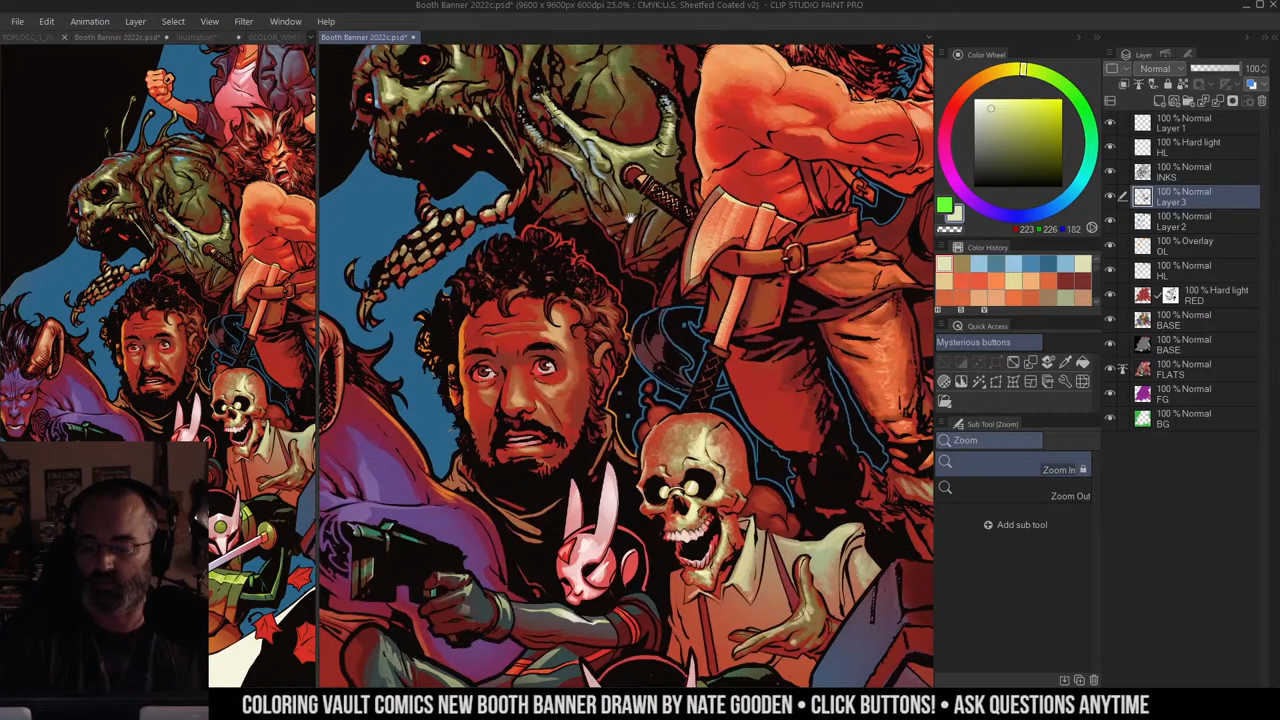 Booth Banner 2022c.psd* (9600 x 9600px 600dpi 25.0% : CMYK:U.S. Sheetfed Coated v2) - CLIP STUDIO PAINT PRO
File Edit Animation Layer Select View Filter Window Help
Booth Banner 2022c.psd* Illustration* Booth Banner 2022c.psd*
Color Wheel
223 226 182
Color History
H S V
Quick Access
Mysterious buttons
Sub Tool [Zoom]
Zoom
Zoom In
Zoom Out
Add sub tool
Layer
Normal 100
100 % Normal
Layer 1
100 % Hard light
HL
100 % Normal
INKS
100 % Normal
Layer 3
100 % Normal
Layer 2
100 % Overlay
OL
100 % Normal
HL
100 % Hard light
RED
100 % Normal
BASE
100 % Normal
BASE
100 % Normal
FLATS
100 % Normal
FG
100 % Normal
BG
COLORING VAULT COMICS NEW BOOTH BANNER DRAWN BY NATE GOODEN • CLICK BUTTONS! • ASK QUESTIONS ANYTIME